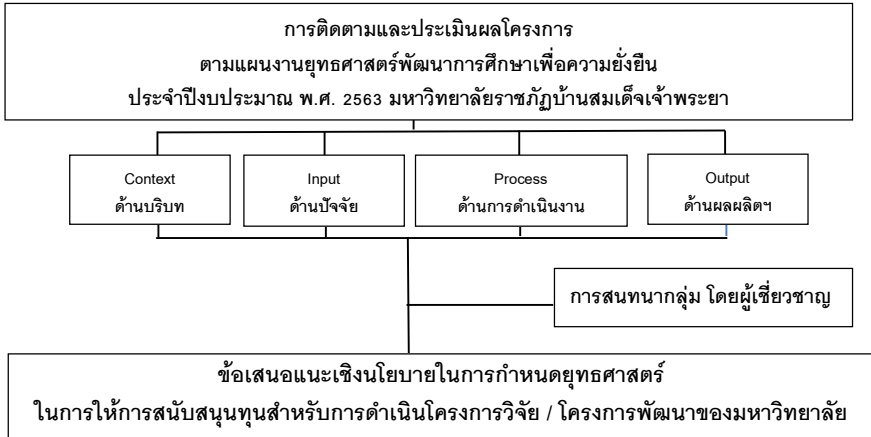 การติดตามและประเมินผลโครงการ
ตามแผนงานยุทธศาสตร์พัฒนาการศึกษาเพื่อความยั่งยืน
ประจำปีงบประมาณ พ.ศ. 2563 มหาวิทยาลัยราชภัฏบ้านสมเด็จเจ้าพระยา
Context
ด้านบริบท
Input
ด้านปัจจัย
Process
ด้านการดำเนินงาน
Output
ด้านผลผลิตฯ
การสนทนากลุ่ม โดยผู้เชี่ยวชาญ
ข้อเสนอแนะเชิงนโยบายในการกำหนดยุทธศาสตร์
ในการให้การสนับสนุนทุนสำหรับการดำเนินโครงการวิจัย / โครงการพัฒนาของมหาวิทยาลัย